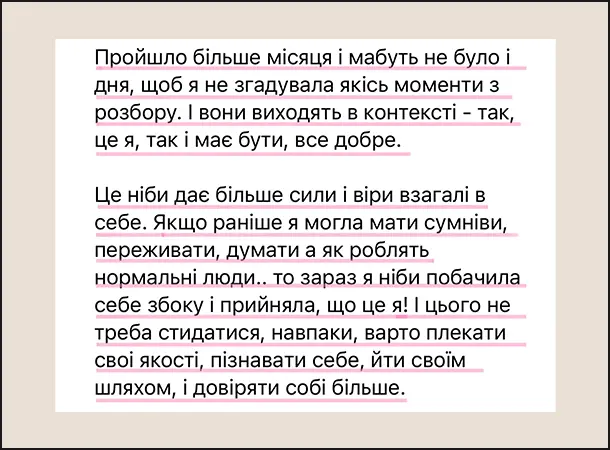 Пройшло більше місяця і мабуть не було і
дня, щоб я не згадувала якісь моменти з
розбору. І вони виходять в контексті - так,
це я, так і має бути, все добре.
Це ніби дає більше сили і віри взагалі в
себе. Якщо раніше я могла мати сумніви,
переживати, думати а як роблять
нормальні люди.. то зараз я ніби побачила
себе збоку і прийняла, що це я! І цього не
треба стидатися, навпаки, варто плекати
свої якості, пізнавати себе, йти своїм
шляхом, і довіряти собі більше.